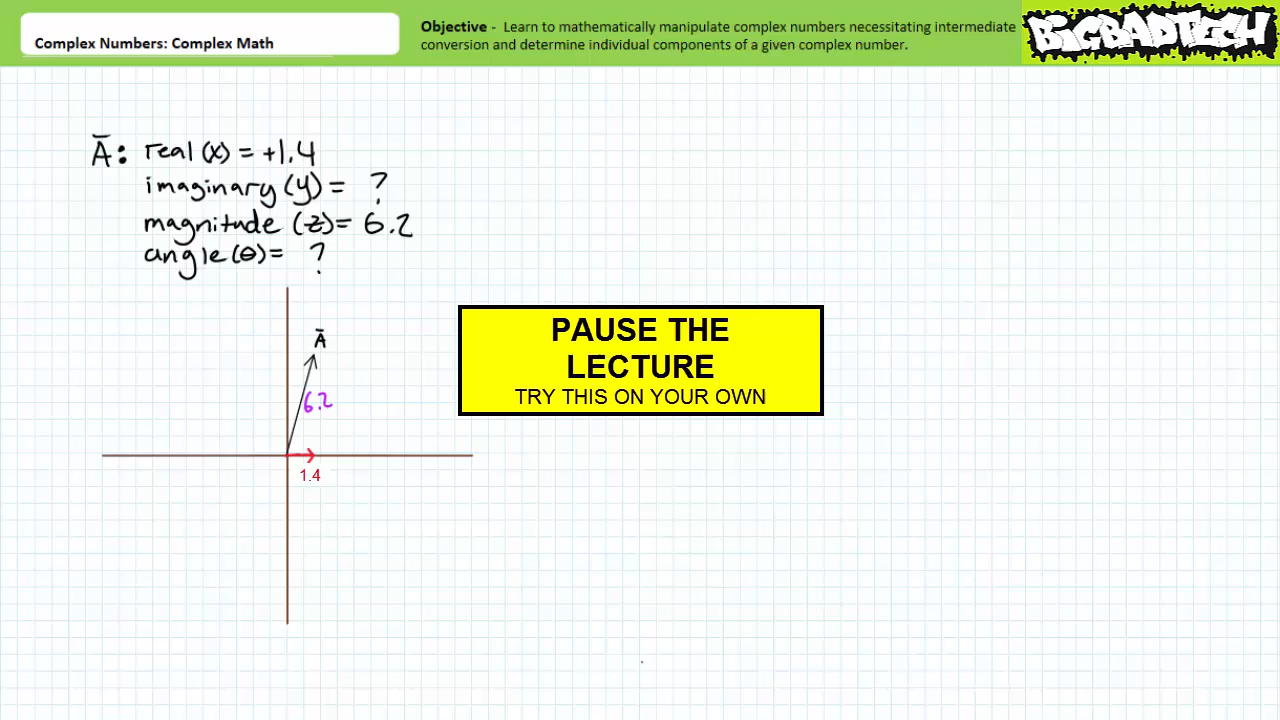 Complex Numbers: Complex Math
Objective - Learn to mathematically manipulate complex numbers necessitating intermediate
conversion and determine individual components of a given complex number.
BIGBADTECH
Ā: real (x) = +1.4
imaginary (y) = ?
magnitude (z) = 6.2
angle (θ) = ?
PAUSE THE
LECTURE
TRY THIS ON YOUR OWN
Ā
6.2
1.4